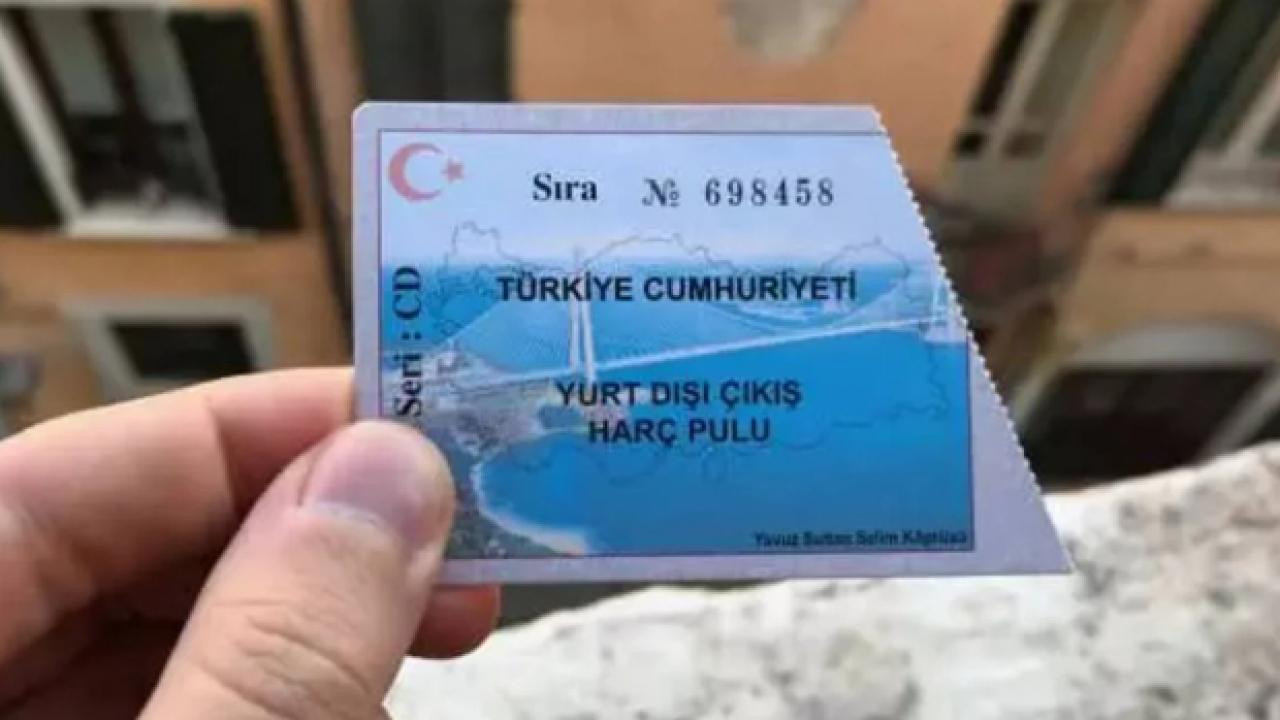 Sıra № 698458
Seri : CD
TÜRKİYE CUMHURİYETİ
YURT DIŞI ÇIKIŞ
HARÇ PULU
Yavuz Sultan Selim Köprüsü